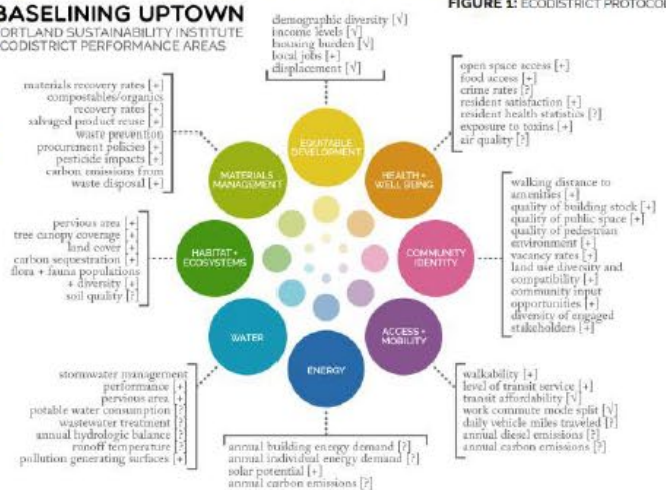 BASELINING UPTOWN
PORTLAND SUSTAINABILITY INSTITUTE
ECODISTRICT PERFORMANCE AREAS
FIGURE 1: ECODISTRICT PROTOCOL
demographic diversity [√]
income levels [√]
housing burden [√]
local jobs [+]
displacement [√]
materials recovery rates [+]
compostables/organics
recovery rates [+]
salvaged product reuse [+]
waste prevention
procurement policies [+]
pesticide impacts [+]
carbon emissions from
waste disposal [+]
open space access [+]
food access [+]
crime rates [?]
resident satisfaction [+]
resident health statistics [?]
exposure to toxins [+]
air quality [?]
EQUITABLE
DEVELOPMENT
MATERIALS
MANAGEMENT
HEALTH +
WELL BEING
HABITAT +
ECOSYSTEMS
COMMUNITY
IDENTITY
WATER
ACCESS +
MOBILITY
ENERGY
pervious area [+]
tree canopy coverage [+]
land cover [+]
carbon sequestration [+]
flora + fauna populations
+ diversity [+]
soil quality [?]
walking distance to
amenities [+]
quality of building stock [+]
quality of public space [+]
quality of pedestrian
environment [+]
vacancy rates [+]
land use diversity and
compatibility [+]
community input
opportunities [+]
diversity of engaged
stakeholders [+]
stormwater management
performance [+]
pervious area [+]
potable water consumption [?]
wastewater treatment [?]
annual hydrologic balance [?]
runoff temperature [?]
pollution generating surfaces [+]
walkability [+]
level of transit service [+]
transit affordability [√]
work commute mode split [√]
daily vehicle miles traveled [?]
annual diesel emissions [?]
annual carbon emissions [?]
annual building energy demand [?]
annual individual energy demand [?]
solar potential [+]
annual carbon emissions [?]